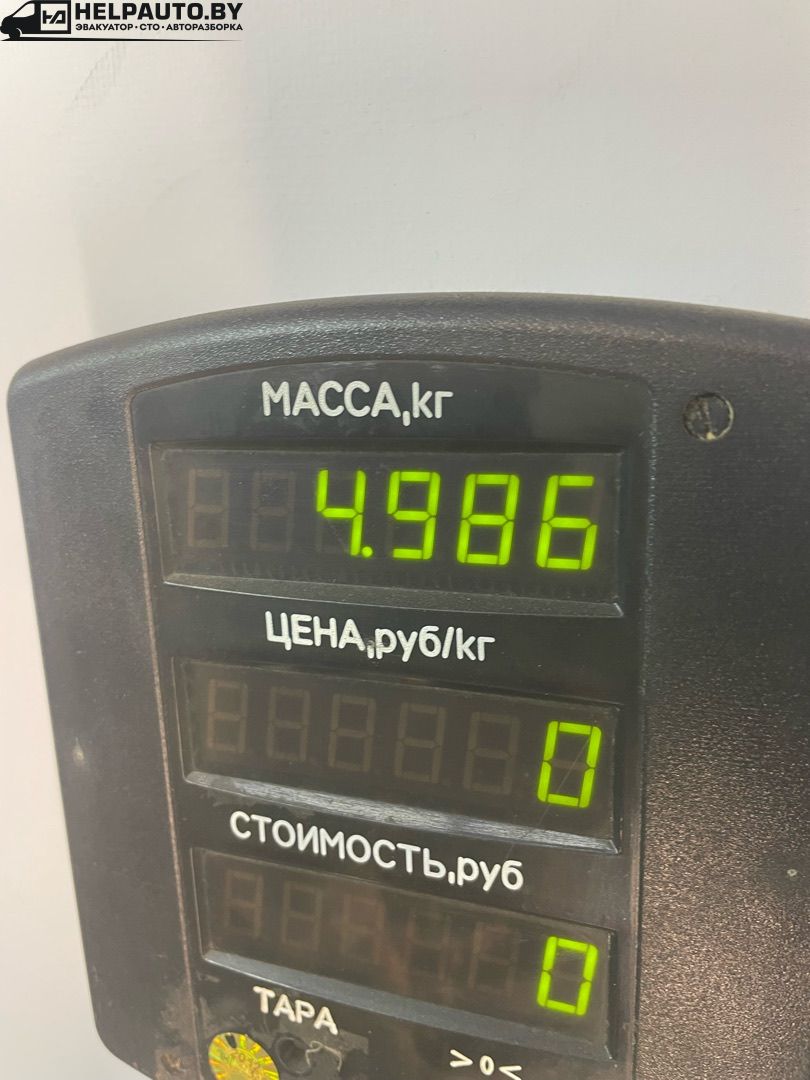 HELPAUTO.BY
ЭВАКУАТОР • СТО • АВТОРАЗБОРКА
МАССА,кг
4.986
ЦЕНА,руб/кг
0
СТОИМОСТЬ,руб
0
ТАРА
>0<